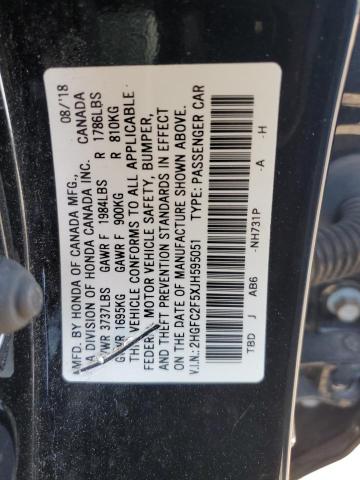 MFD. BY HONDA OF CANADA MFG., 08/'18
A DIVISION OF HONDA CANADA INC. CANADA
GVWR 3737LBS GAWR F 1984LBS R 1786LBS
GVWR 1695KG GAWR F 900KG R 810KG
THIS VEHICLE CONFORMS TO ALL APPLICABLE
FEDERAL MOTOR VEHICLE SAFETY, BUMPER,
AND THEFT PREVENTION STANDARDS IN EFFECT
ON THE DATE OF MANUFACTURE SHOWN ABOVE.
V.I.N.: 2HGFC2F5XJH595051 TYPE: PASSENGER CAR
TBD J AB6 -NH731P -A -H